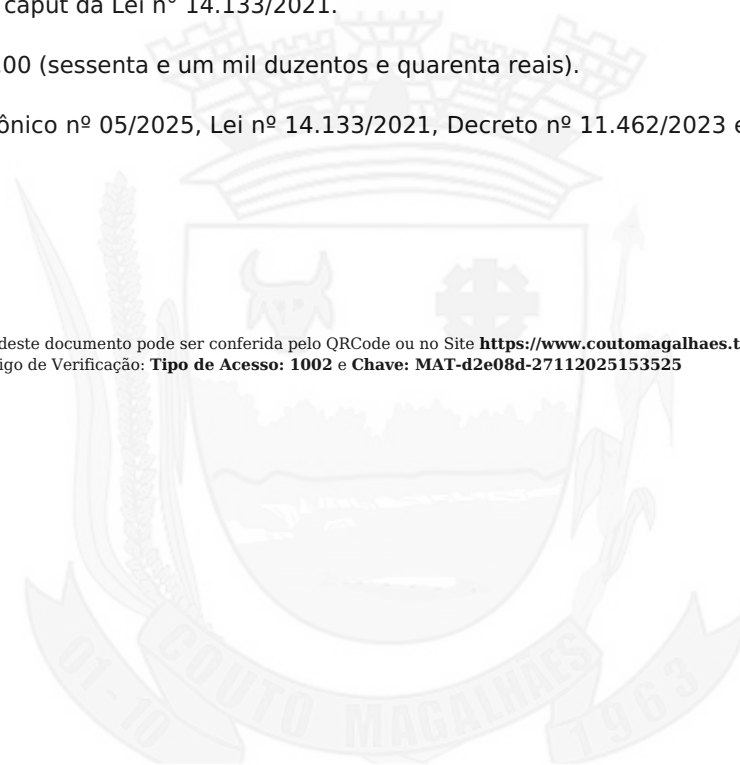 caput da Lei n° 14.133/2021.
,00 (sessenta e um mil duzentos e quarenta reais).
ônico nº 05/2025, Lei nº 14.133/2021, Decreto nº 11.462/2023 e
deste documento pode ser conferida pelo QRCode ou no Site https://www.coutomagalhaes.t
igo de Verificação: Tipo de Acesso: 1002 e Chave: MAT-d2e08d-27112025153525
01-10 COUTO MAGALHÃES 1963